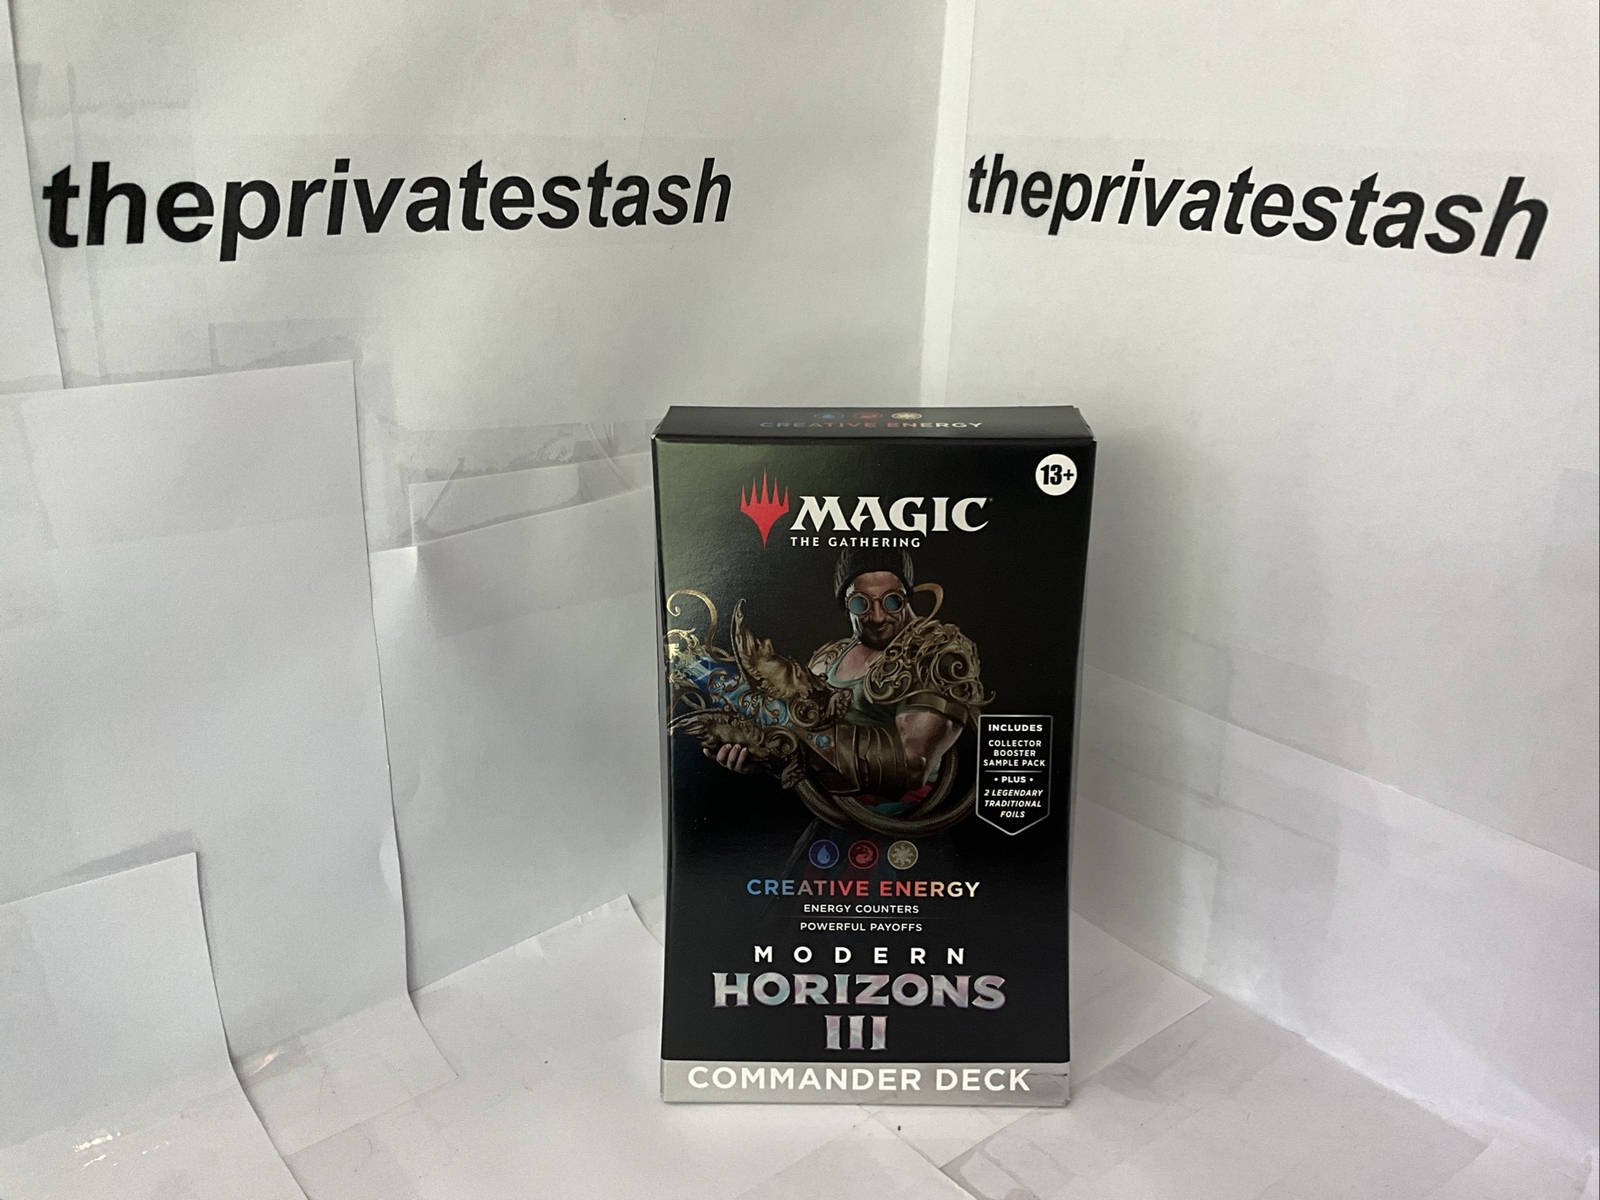 theprivatestash
theprivatestash
CREATIVE ENERGY
13+
MAGIC
THE GATHERING
INCLUDES
COLLECTOR
BOOSTER
SAMPLE PACK
• PLUS •
2 LEGENDARY
TRADITIONAL
FOILS
CREATIVE ENERGY
ENERGY COUNTERS
POWERFUL PAYOFFS
MODERN
HORIZONS
III
COMMANDER DECK